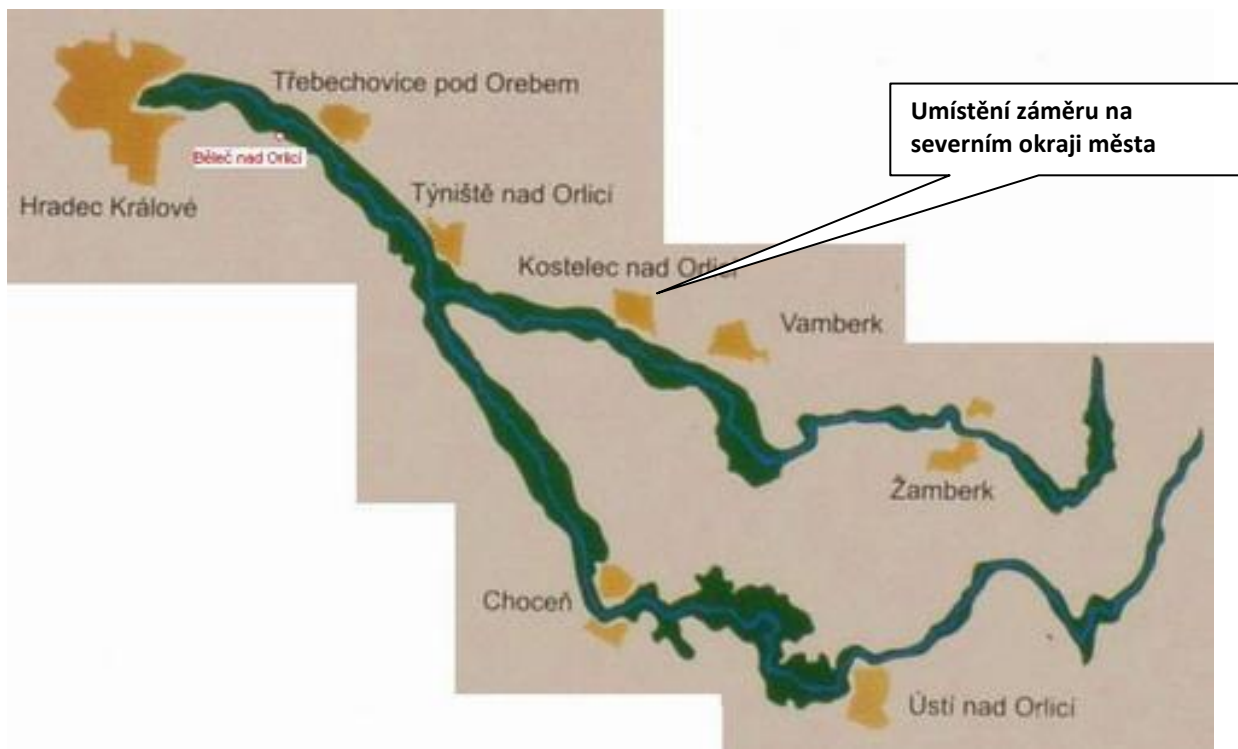 Třebechovice pod Orebem
Umístění záměru na
severním okraji města
Běleč nad Orlicí
Týniště nad Orlicí
Hradec Králové
Kostelec nad Orlicí
Vamberk
Žamberk
Choceň
Ústí nad Orlicí